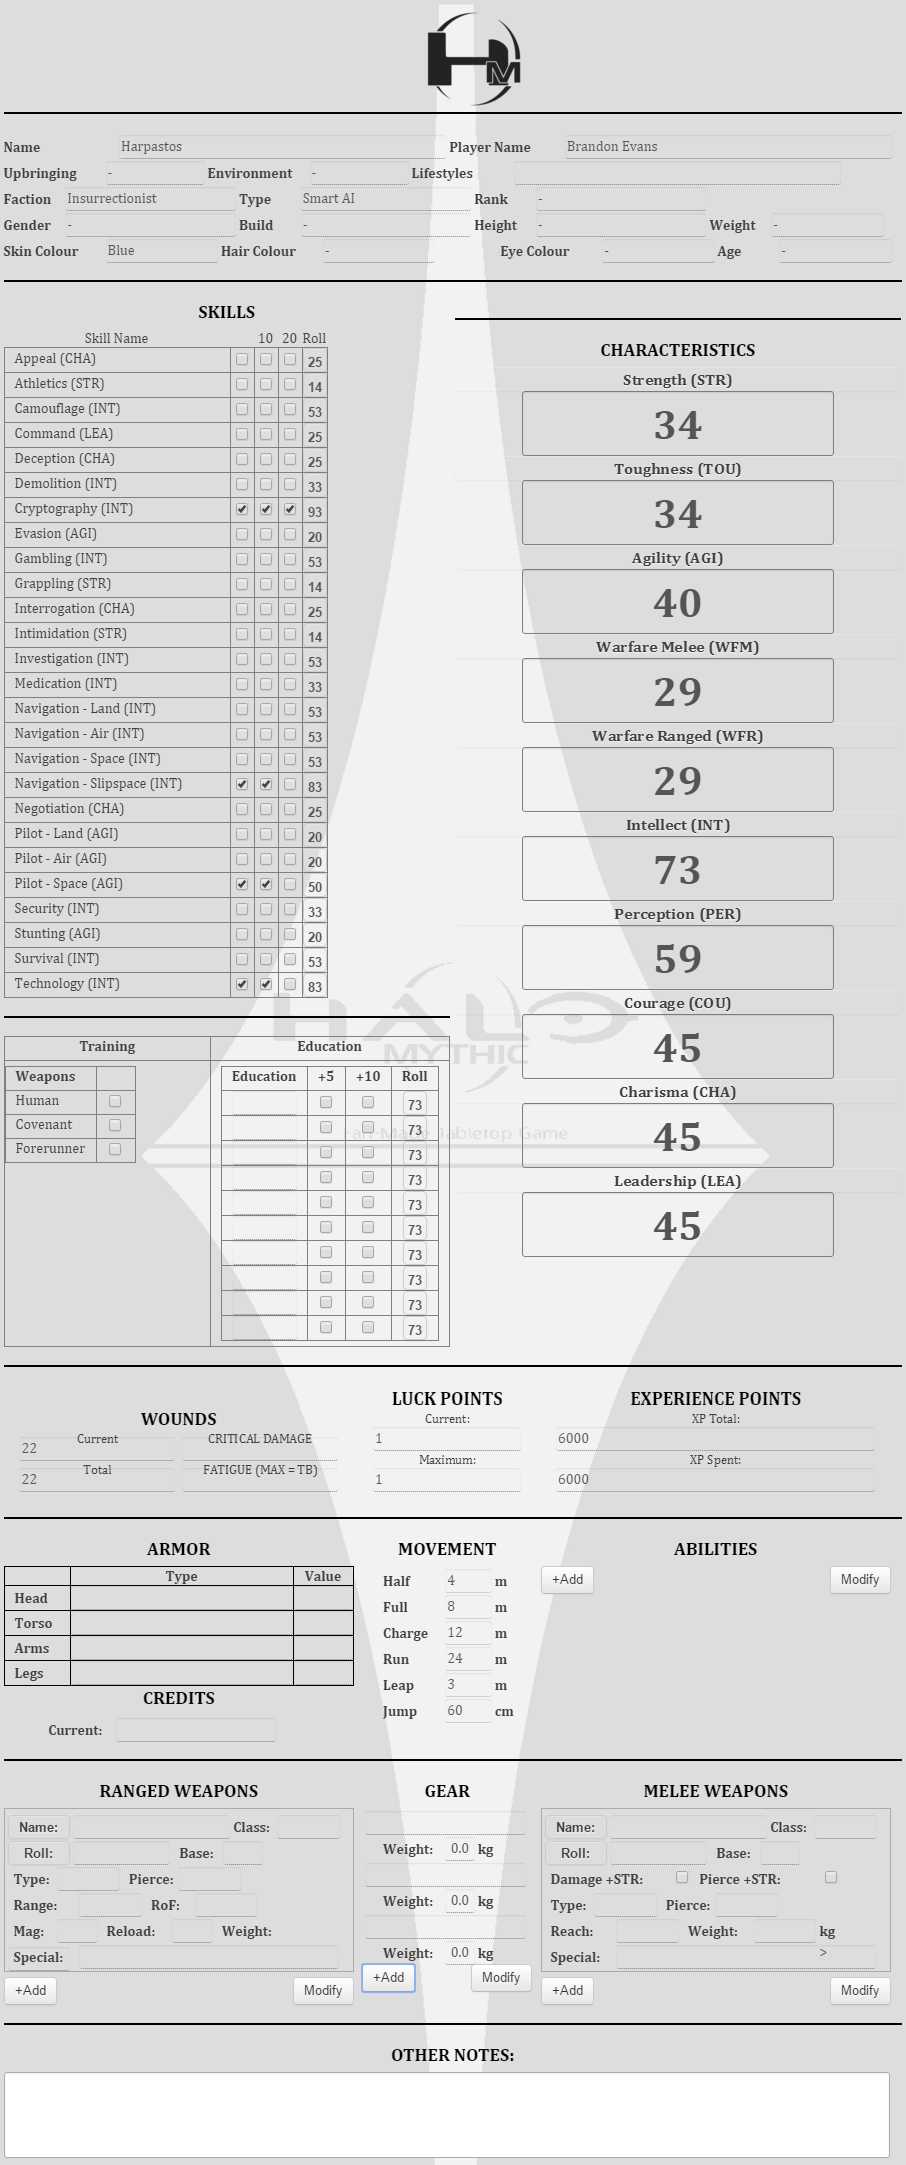 HM
Name Harpastos Player Name Brandon Evans
Upbringing - Environment - Lifestyles
Faction Insurrectionist Type Smart AI Rank -
Gender - Build - Height - Weight -
Skin Colour Blue Hair Colour - Eye Colour - Age -
SKILLS
Skill Name 10 20 Roll
Appeal (CHA) 25
Athletics (STR) 14
Camouflage (INT) 53
Command (LEA) 25
Deception (CHA) 25
Demolition (INT) 33
Cryptography (INT) 93
Evasion (AGI) 20
Gambling (INT) 53
Grappling (STR) 14
Interrogation (CHA) 25
Intimidation (STR) 14
Investigation (INT) 53
Medication (INT) 33
Navigation - Land (INT) 53
Navigation - Air (INT) 53
Navigation - Space (INT) 53
Navigation - Slipspace (INT) 83
Negotiation (CHA) 25
Pilot - Land (AGI) 20
Pilot - Air (AGI) 20
Pilot - Space (AGI) 50
Security (INT) 33
Stunting (AGI) 20
Survival (INT) 53
Technology (INT) 83
CHARACTERISTICS
Strength (STR)
34
Toughness (TOU)
34
Agility (AGI)
40
Warfare Melee (WFM)
29
Warfare Ranged (WFR)
29
Intellect (INT)
73
Perception (PER)
59
Courage (COU)
45
Charisma (CHA)
45
Leadership (LEA)
45
HALO
MYTHIC
Fan-Made Tabletop Game
Training
Weapons
Human
Covenant
Forerunner
Education
Education +5 +10 Roll
73
73
73
73
73
73
73
73
73
73
WOUNDS
Current CRITICAL DAMAGE
22
Total FATIGUE (MAX = TB)
22
LUCK POINTS
Current:
1
Maximum:
1
EXPERIENCE POINTS
XP Total:
6000
XP Spent:
6000
ARMOR
Type Value
Head
Torso
Arms
Legs
CREDITS
Current:
MOVEMENT
Half 4 m
Full 8 m
Charge 12 m
Run 24 m
Leap 3 m
Jump 60 cm
ABILITIES
+Add Modify
RANGED WEAPONS
Name: Class:
Roll: Base:
Type: Pierce:
Range: RoF:
Mag: Reload: Weight:
Special:
+Add Modify
GEAR
Weight: 0.0 kg
Weight: 0.0 kg
Weight: 0.0 kg
+Add Modify
MELEE WEAPONS
Name: Class:
Roll: Base:
Damage +STR: Pierce +STR:
Type: Pierce:
Reach: Weight: kg
Special: >
+Add Modify
OTHER NOTES: